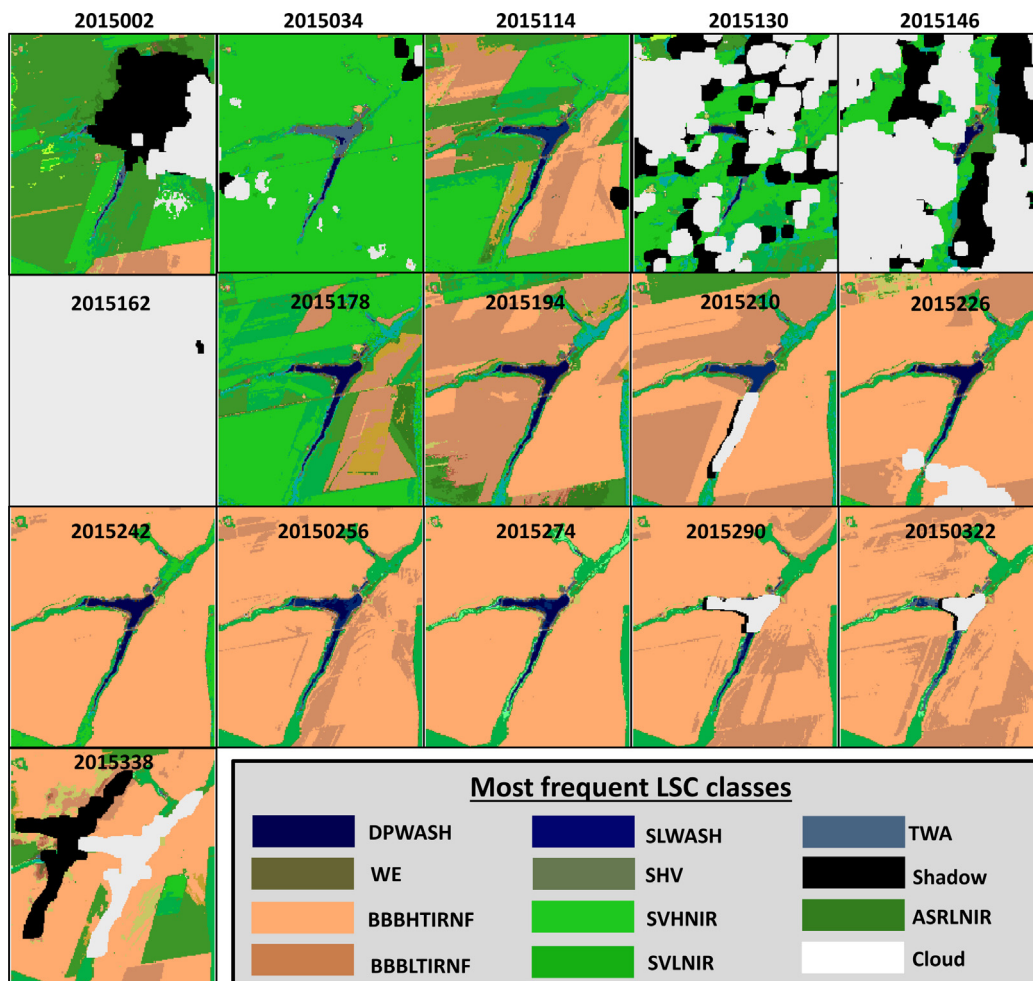 2015002 2015034 2015114 2015130 2015146
2015162 2015178 2015194 2015210 2015226
2015242 20150256 2015274 2015290 20150322
2015338
Most frequent LSC classes
DPWASH SLWASH TWA
WE SHV Shadow
BBBHTIRNF SVHNIR ASRLNIR
BBBLTIRNF SVLNIR Cloud